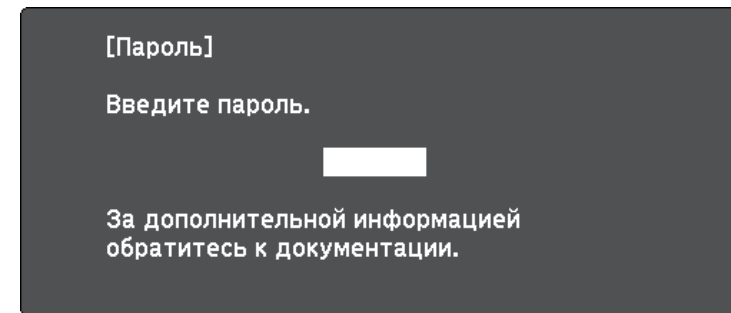 [Пароль]
Введите пароль.
За дополнительной информацией
обратитесь к документации.